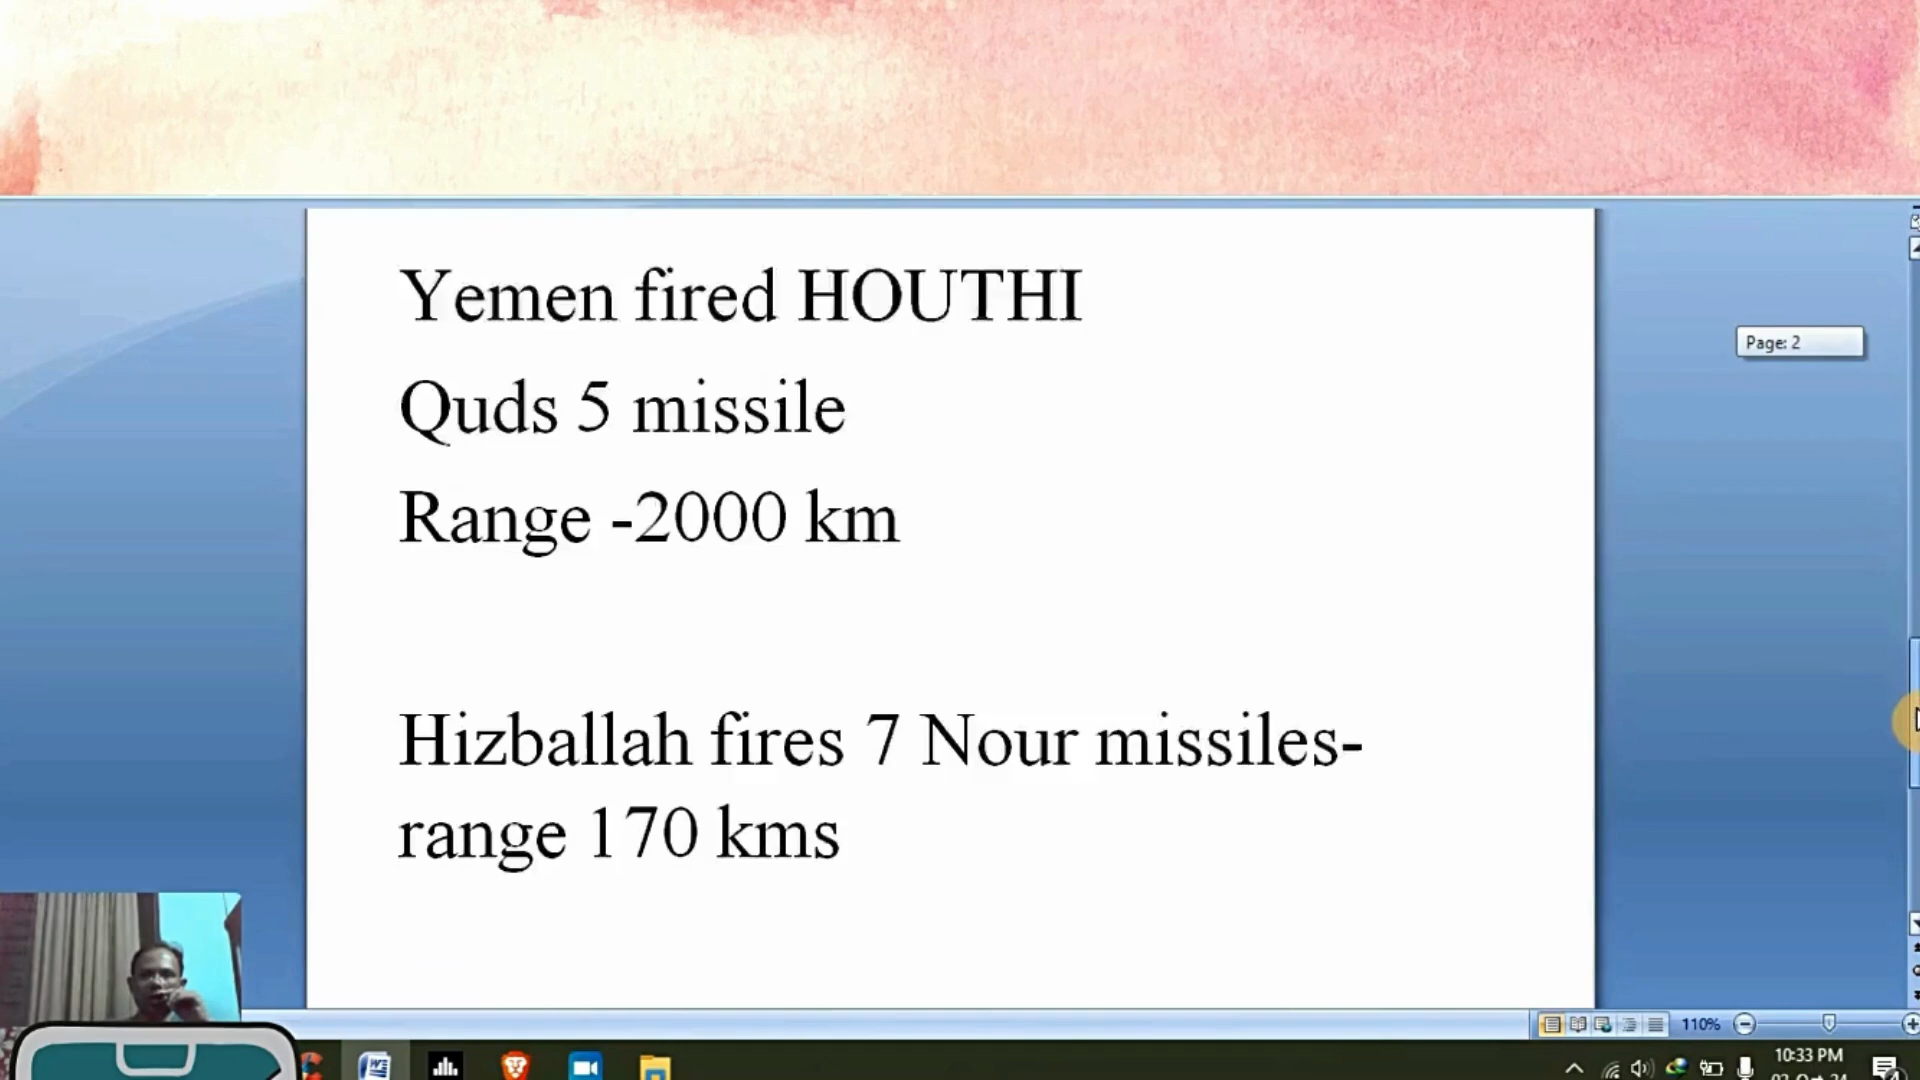 Yemen fired HOUTHI
Page: 2
Quds 5 missile
Range -2000 km
Hizballah fires 7 Nour missiles-
range 170 kms
110%
10:33 PM